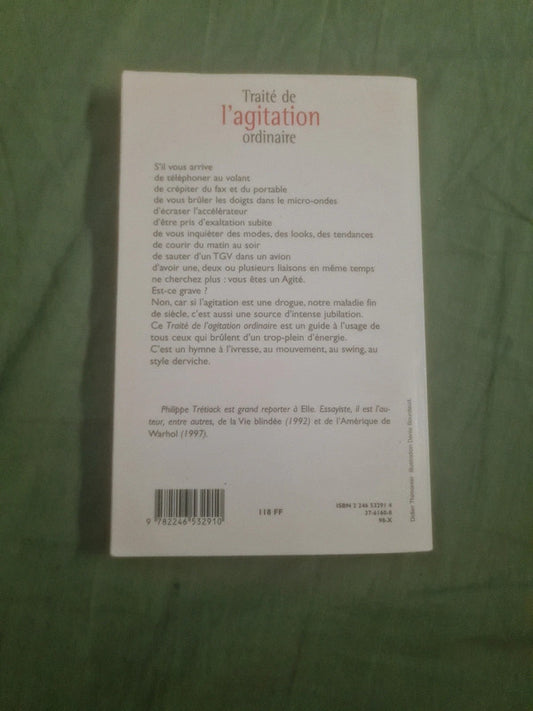 Traité de
l'agitation
ordinaire
S'il vous arrive
de téléphoner au volant
de crépiter du fax et du portable
de vous brûler les doigts dans le micro-ondes
d'écraser l'accélérateur
d'être pris d'exaltation subite
de vous inquiéter des modes, des looks, des tendances
de courir du matin au soir
de sauter d'un TGV dans un avion
d'avoir une, deux ou plusieurs liaisons en même temps
ne cherchez plus : vous êtes un Agité.
Est-ce grave ?
Non, car si l'agitation est une drogue, notre maladie fin
de siècle, c'est aussi une source d'intense jubilation.
Ce Traité de l'agitation ordinaire est un guide à l'usage de
tous ceux qui brûlent d'un trop-plein d'énergie.
C'est un hymne à l'ivresse, au mouvement, au swing, au
style derviche.
Philippe Trétiack est grand reporter à Elle. Essayiste, il est l'au-
teur, entre autres, de la Vie blindée (1992) et de l'Amérique de
Warhol (1997).
9 782246 532910
118 FF
ISBN 2 246 53291 4
37-6160-8
98-X
Didier Thimonier - Illustration Denis